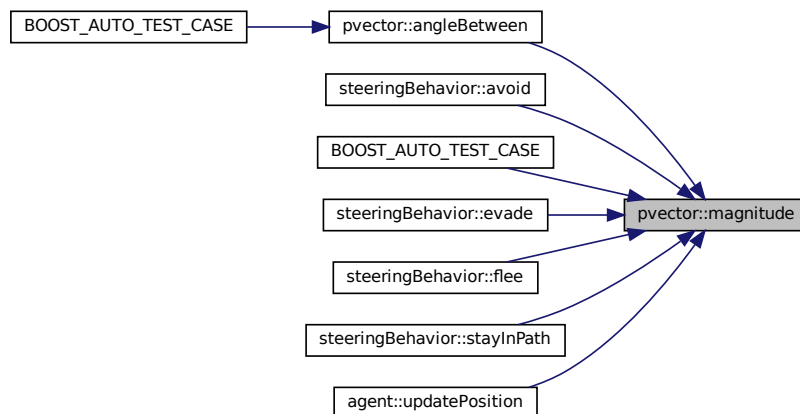 BOOST_AUTO_TEST_CASE
pvector::angleBetween
steeringBehavior::avoid
BOOST_AUTO_TEST_CASE
steeringBehavior::evade
pvector::magnitude
steeringBehavior::flee
steeringBehavior::stayInPath
agent::updatePosition